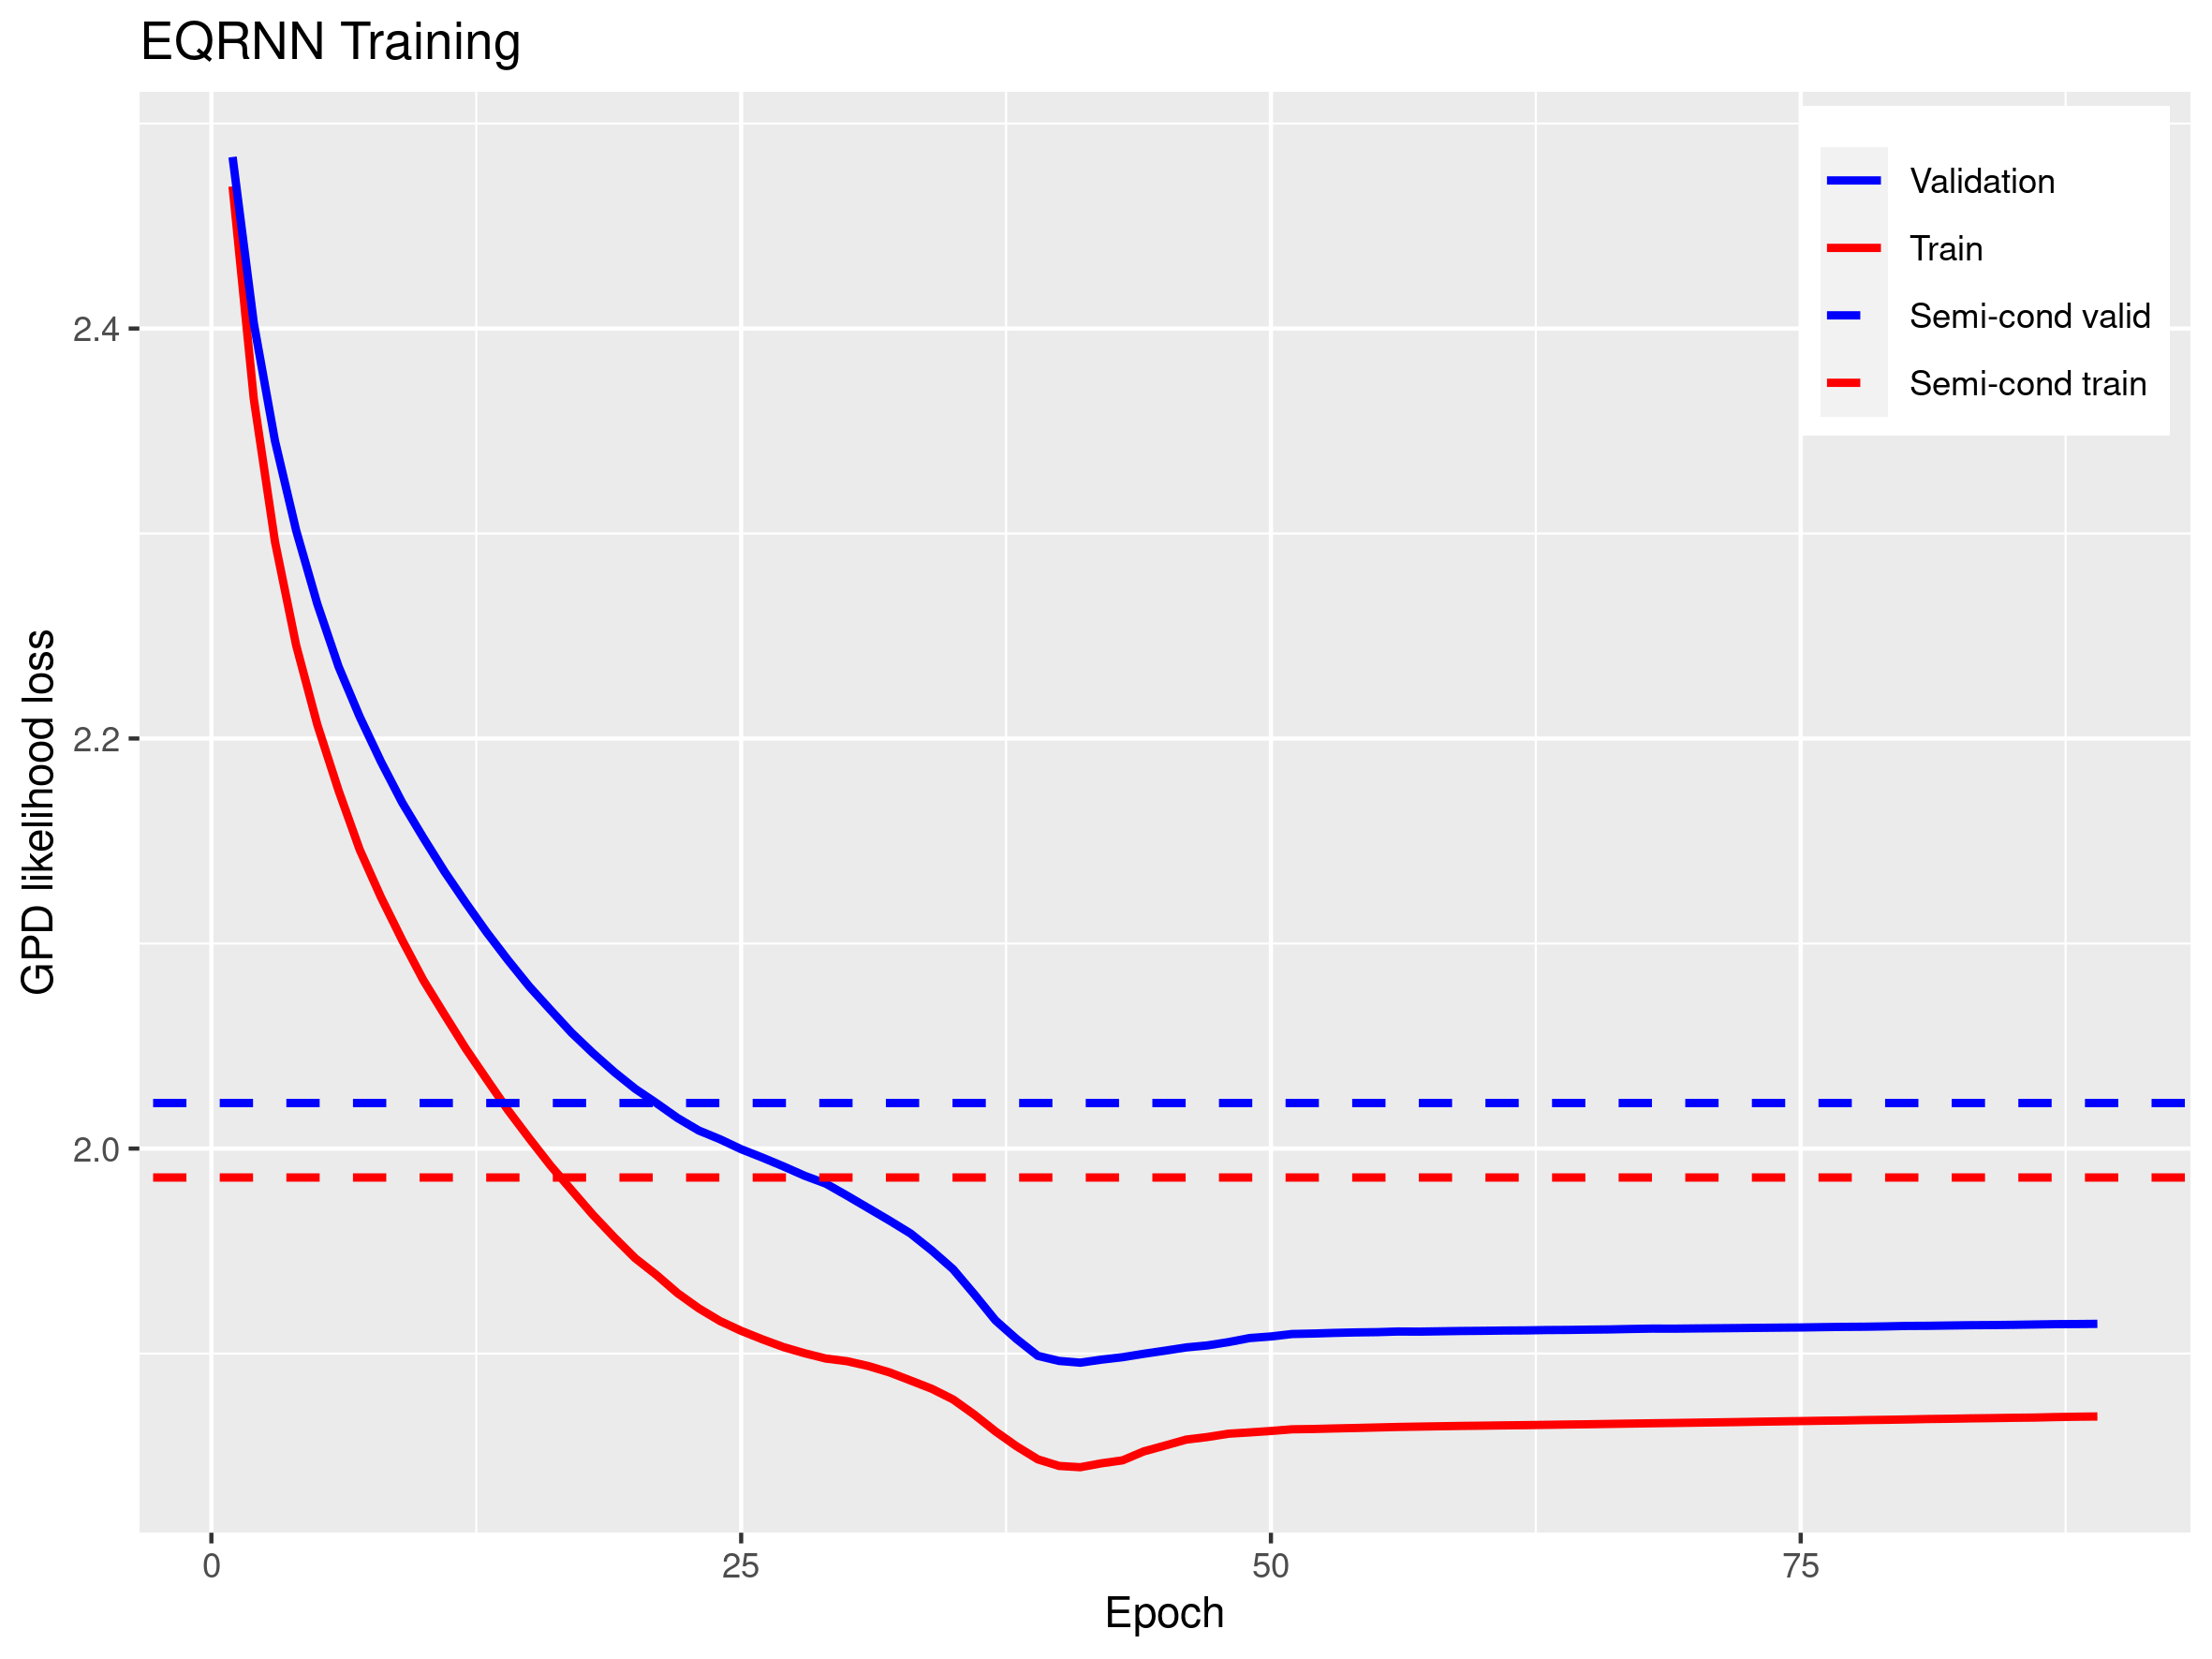 EQRNN Training
Validation
Train
Semi-cond valid
Semi-cond train
GPD likelihood loss
2.4
2.2
2.0
0 25 50 75
Epoch